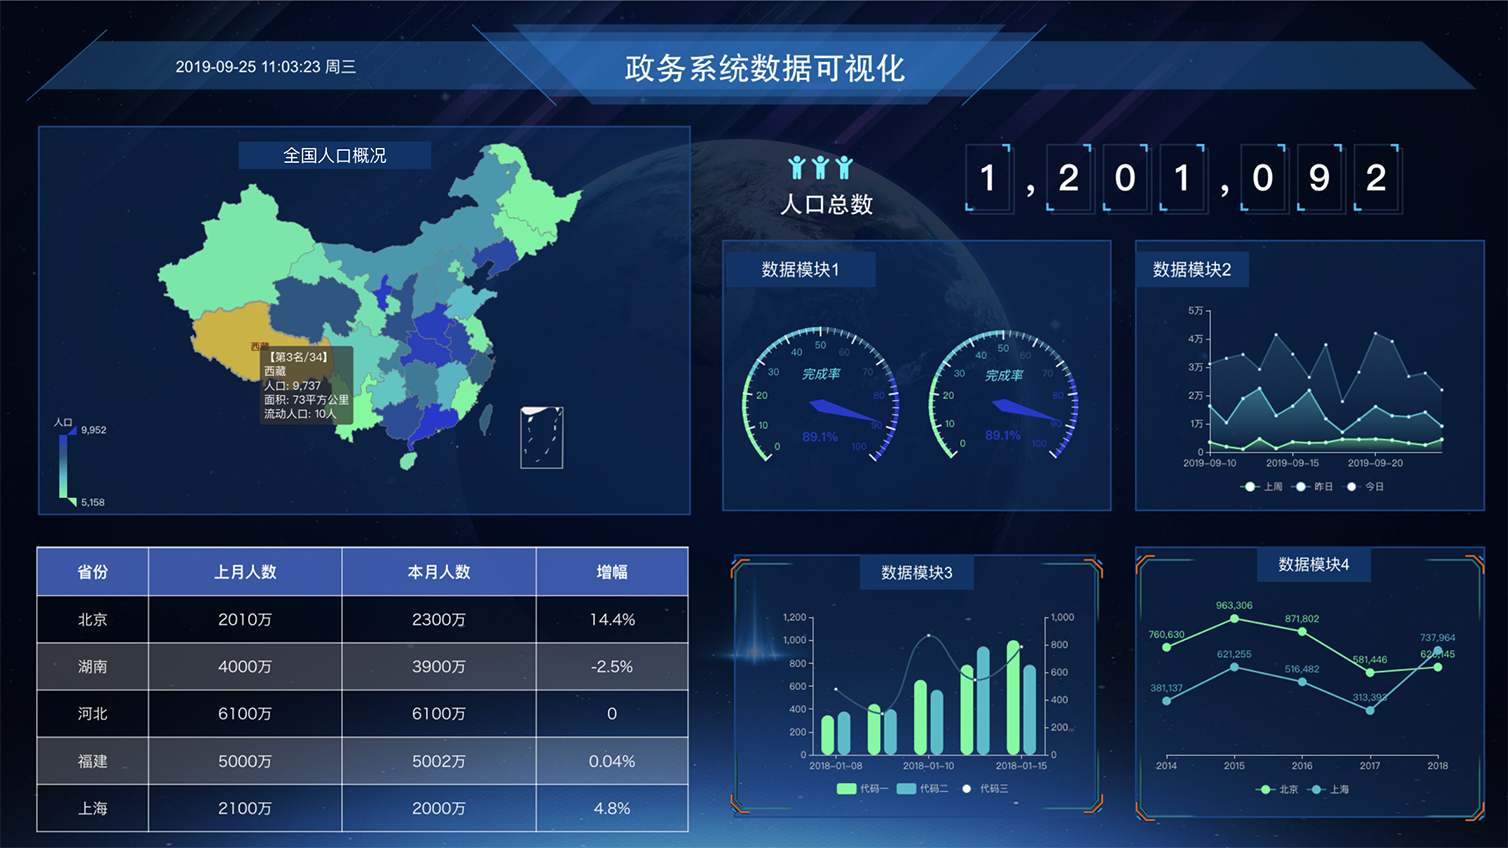 2019-09-25 11:03:23 周三
政务系统数据可视化
全国人口概况
西藏
【第3名/34】
西藏
人口: 9,737
面积: 73平方公里
流动人口: 10人
人口
9,952
5,158
人口总数
1,201,092
数据模块1
0 10 20 30 40 50 60 70 80 90 100
完成率
89.1%
0 10 20 30 40 50 60 70 80 90 100
完成率
89.1%
数据模块2
5万
4万
3万
2万
1万
0
2019-09-10 2019-09-15 2019-09-20
上周 昨日 今日
省份 上月人数 本月人数 增幅
北京 2010万 2300万 14.4%
湖南 4000万 3900万 -2.5%
河北 6100万 6100万 0
福建 5000万 5002万 0.04%
上海 2100万 2000万 4.8%
数据模块3
1,200 1,000
1,000 800
800 600
600 400
400 200
200 0
0
2018-01-08 2018-01-10 2018-01-15
代码一 代码二 代码三
数据模块4
760,630 963,306 871,802 581,446
381,137 621,255 516,482 313,393 737,964
2014 2015 2016 2017 2018
北京 上海